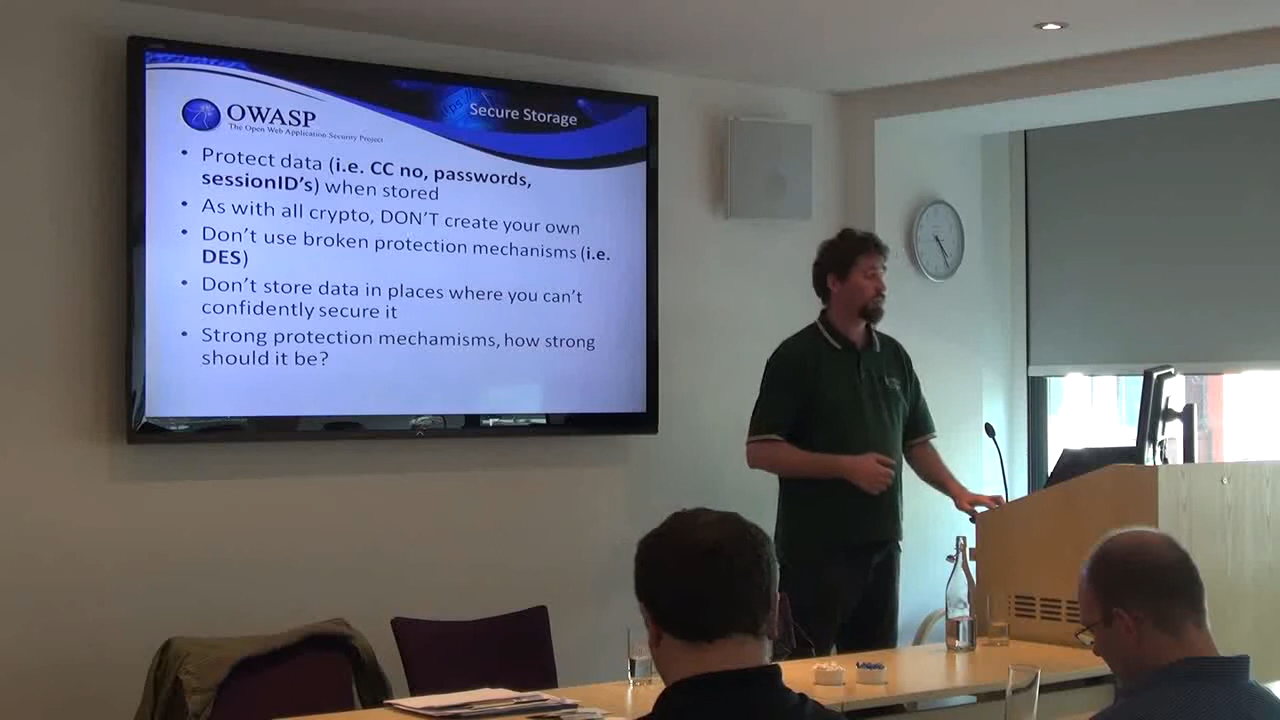 Secure Storage
OWASP
The Open Web Application Security Project
• Protect data (i.e. CC no, passwords,
sessionID's) when stored
• As with all crypto, DON'T create your own
• Don't use broken protection mechanisms (i.e.
DES)
• Don't store data in places where you can't
confidently secure it
• Strong protection mechamisms, how strong
should it be?